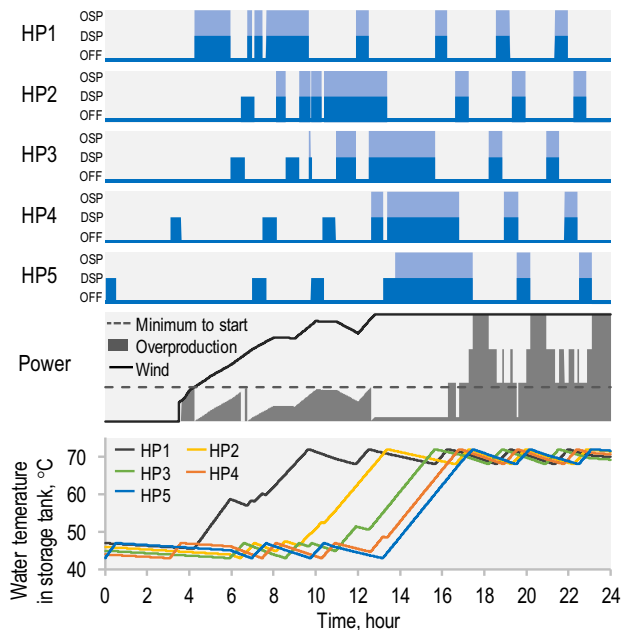 HP1
OSP
DSP
OFF
HP2
OSP
DSP
OFF
HP3
OSP
DSP
OFF
HP4
OSP
DSP
OFF
HP5
OSP
DSP
OFF
Power
Minimum to start
Overproduction
Wind
Water temerature
in storage tank, °C
70
60
50
40
HP1 HP2
HP3 HP4
HP5
0 2 4 6 8 10 12 14 16 18 20 22 24
Time, hour